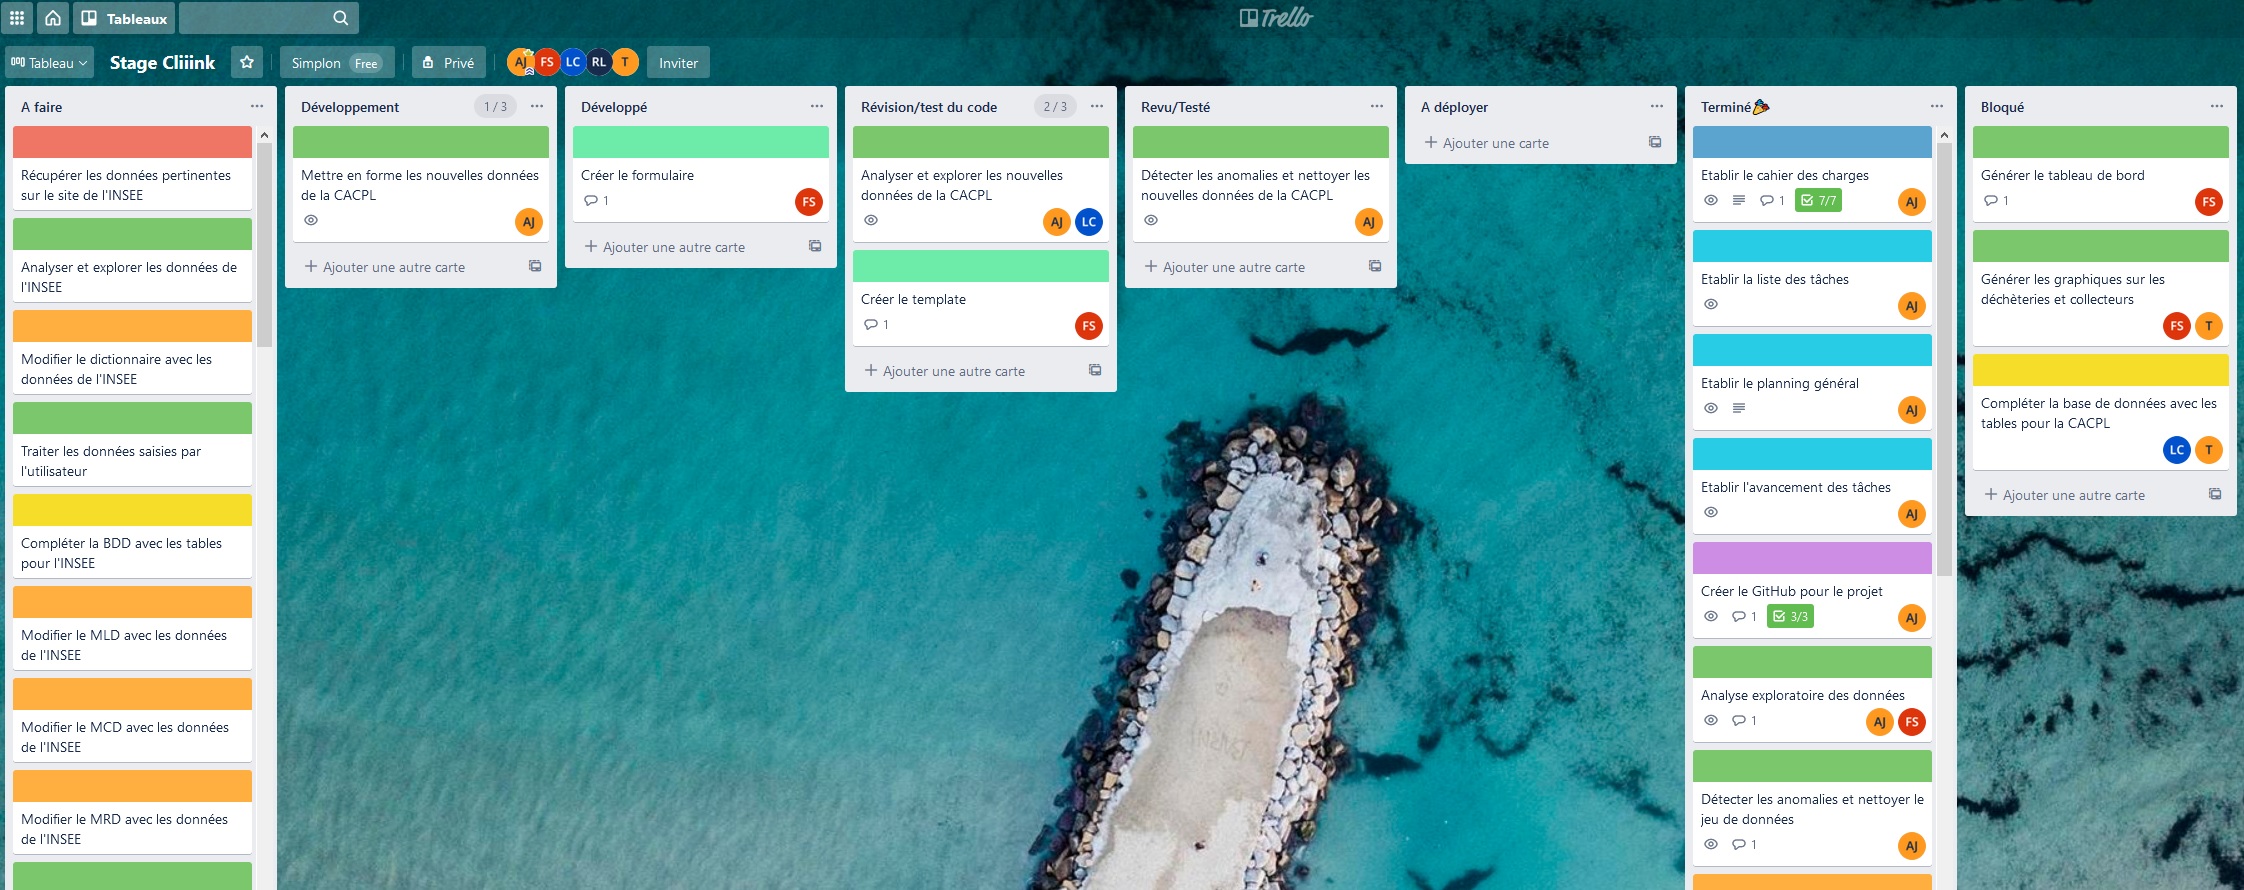 Tableaux
Trello
Tableau
Stage Cliiink
Simplon Free
Privé
AJ FS LC RL T
Inviter
A faire
Récupérer les données pertinentes
sur le site de l'INSEE
Analyser et explorer les données de
l'INSEE
Modifier le dictionnaire avec les
données de l'INSEE
Traiter les données saisies par
l'utilisateur
Compléter la BDD avec les tables
pour l'INSEE
Modifier le MLD avec les données
de l'INSEE
Modifier le MCD avec les données
de l'INSEE
Modifier le MRD avec les données
de l'INSEE
Développement 1 / 3
Mettre en forme les nouvelles données
de la CACPL
AJ
+ Ajouter une autre carte
Développé
Créer le formulaire
1 FS
+ Ajouter une autre carte
Révision/test du code 2 / 3
Analyser et explorer les nouvelles
données de la CACPL
AJ LC
Créer le template
1 FS
+ Ajouter une autre carte
Revu/Testé
Détecter les anomalies et nettoyer les
nouvelles données de la CACPL
AJ
+ Ajouter une autre carte
A déployer
+ Ajouter une carte
Terminé🎉
Etablir le cahier des charges
1 7/7 AJ
Etablir la liste des tâches
AJ
Etablir le planning général
AJ
Etablir l'avancement des tâches
AJ
Créer le GitHub pour le projet
1 3/3 AJ
Analyse exploratoire des données
1 AJ FS
Détecter les anomalies et nettoyer le
jeu de données
1 AJ
Bloqué
Générer le tableau de bord
1 FS
Générer les graphiques sur les
déchèteries et collecteurs
FS T
Compléter la base de données avec les
tables pour la CACPL
LC T
+ Ajouter une autre carte